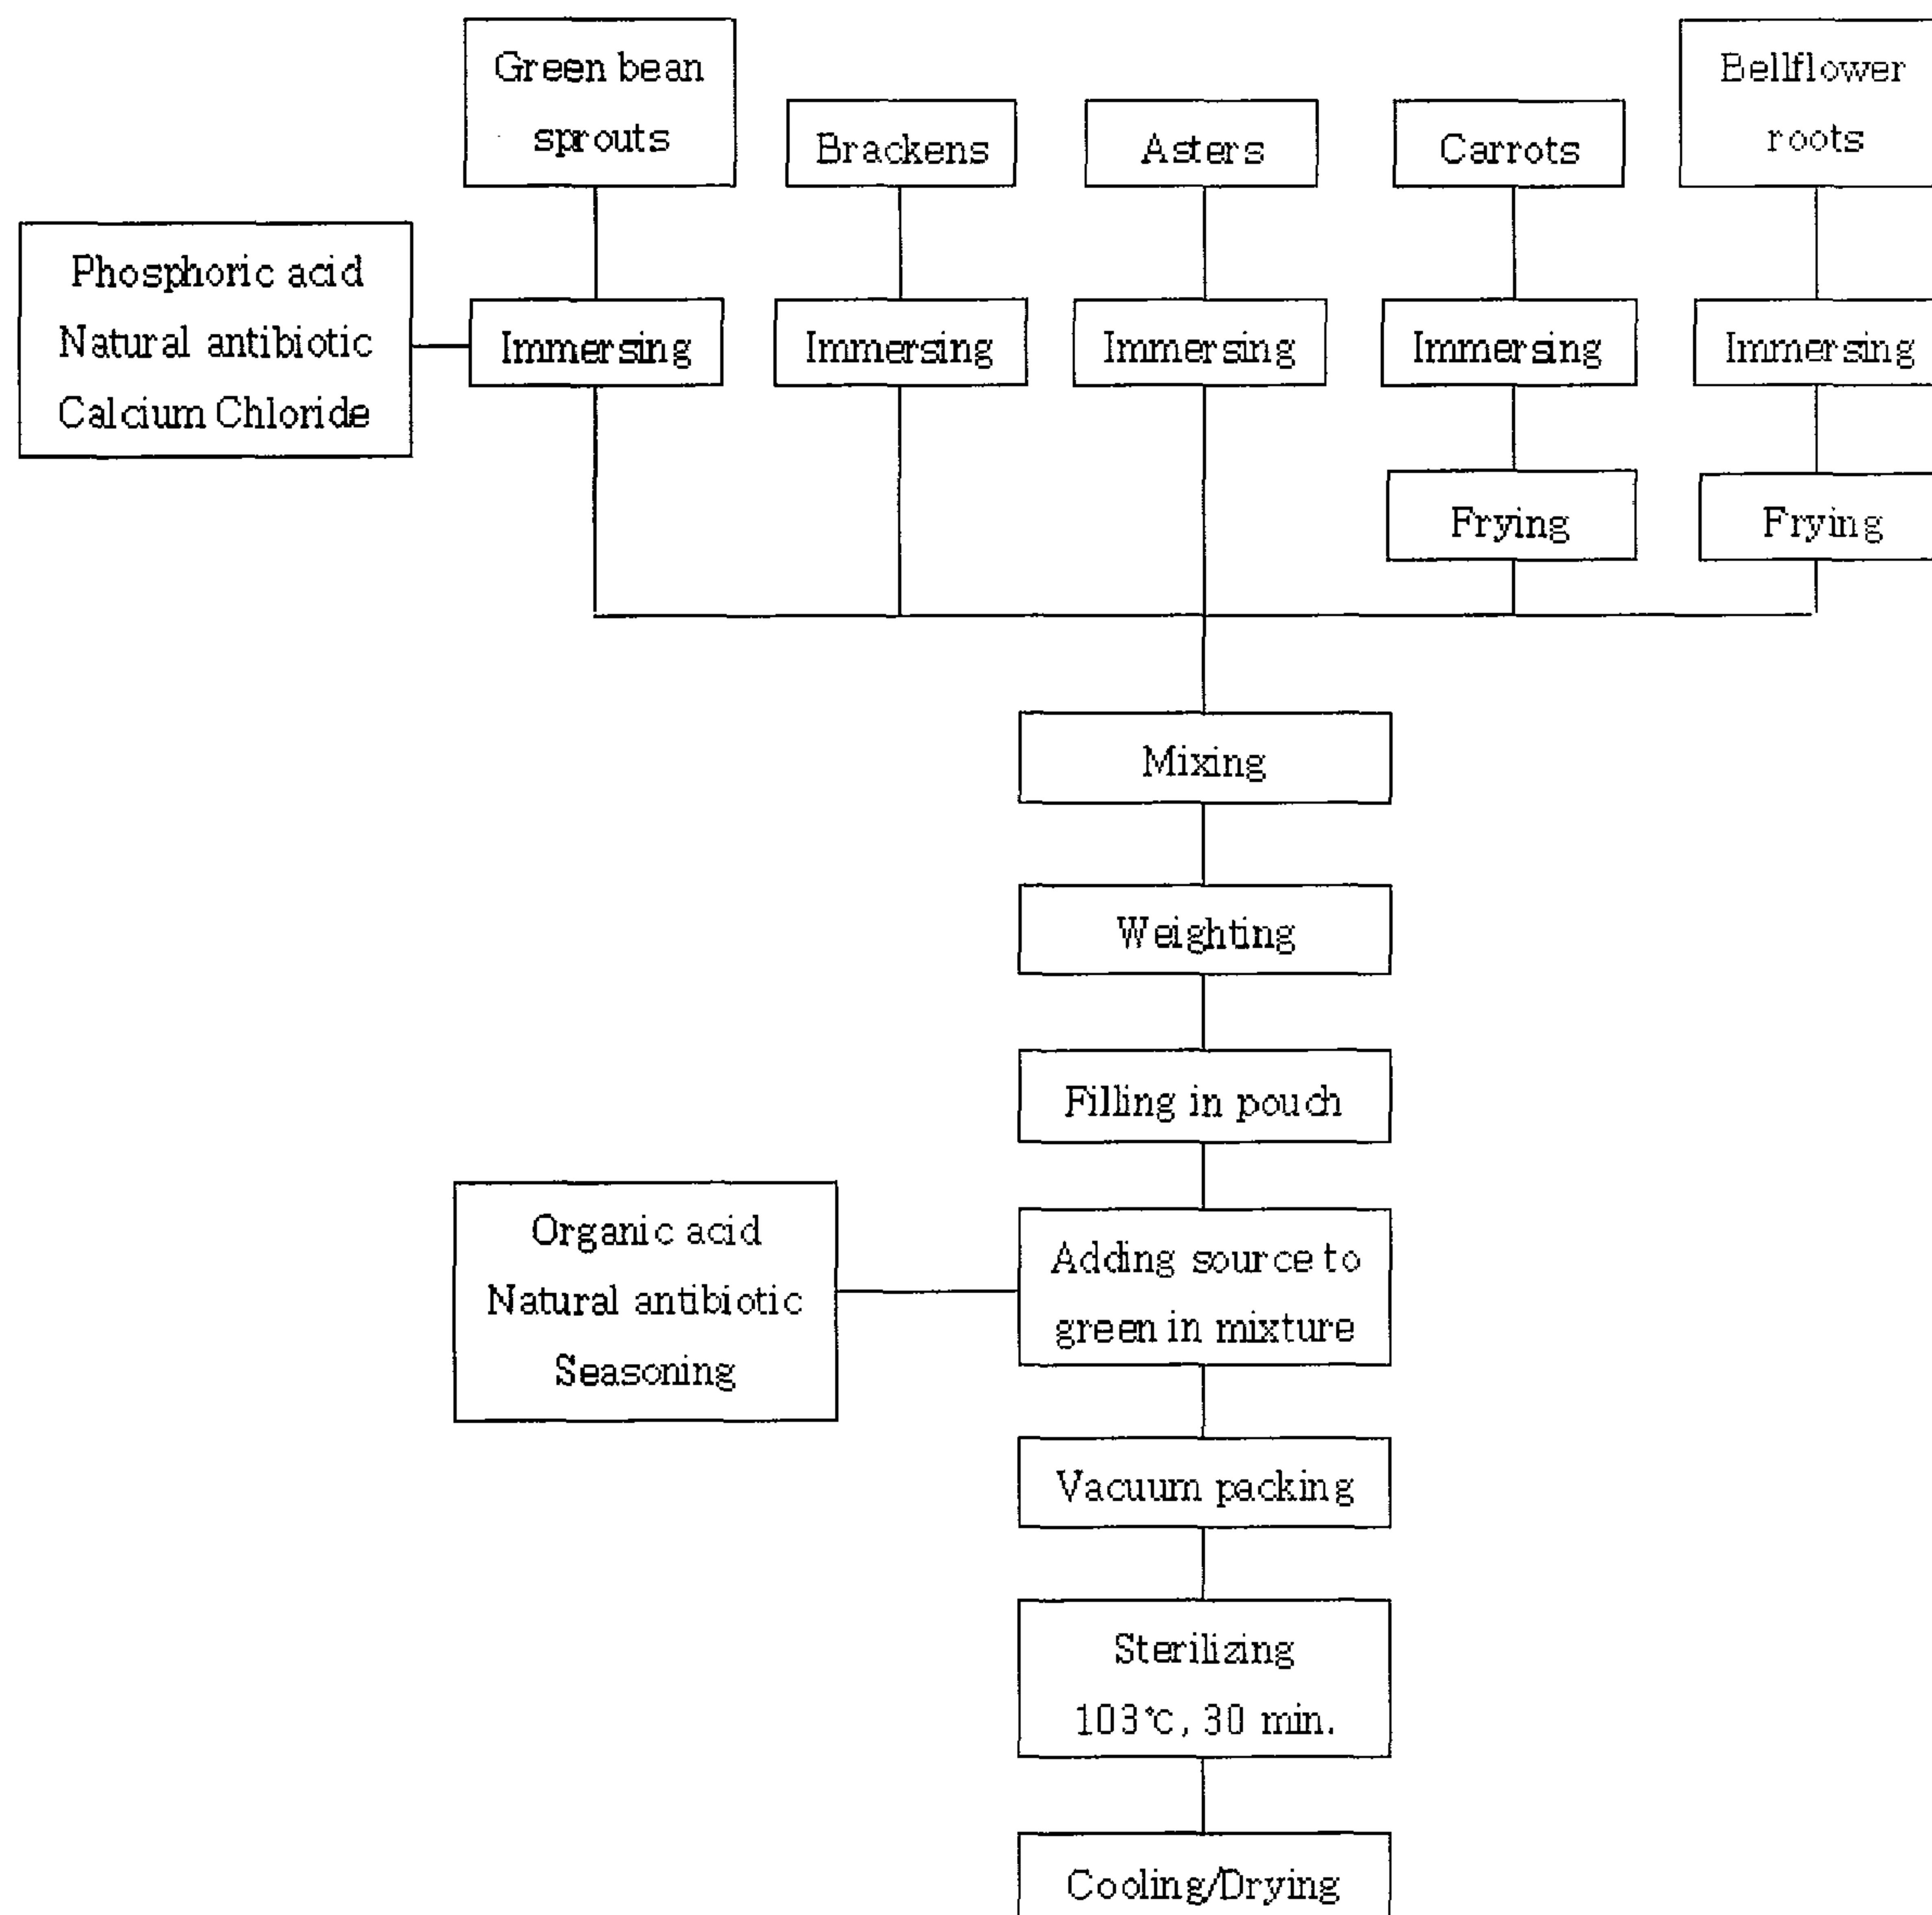 Green bean
sprouts
Brackens
Asters
Carrots
Bellflower
roots
Phosphoric acid
Natural antibiotic
Calcium Chloride
Immersing
Immersing
Immersing
Immersing
Immersing
Frying
Frying
Mixing
Weighting
Filling in pouch
Organic acid
Natural antibiotic
Seasoning
Adding source to
green in mixture
Vacuum packing
Sterilizing
103℃, 30 min.
Cooling/Drying